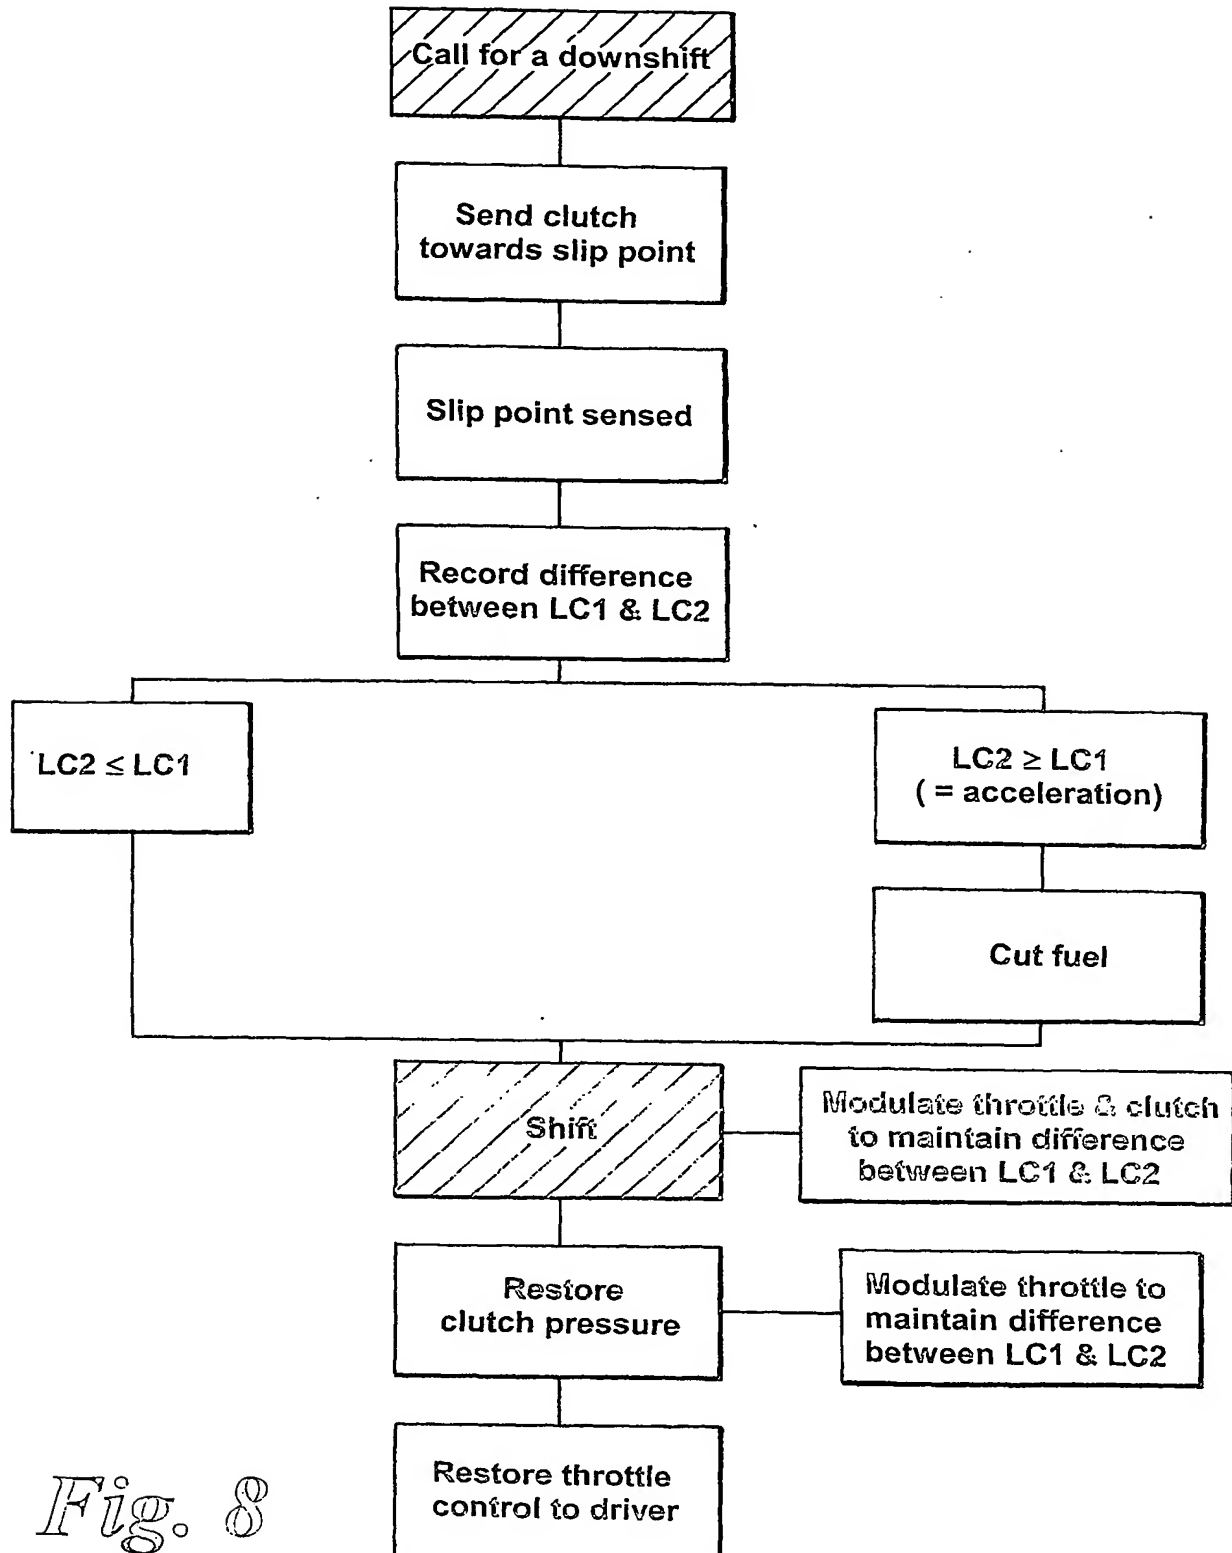 Call for a downshift
Send clutch
towards slip point
Slip point sensed
Record difference
between LC1 & LC2
LC2 ≤ LC1
LC2 ≥ LC1
( = acceleration)
Cut fuel
Shift
Modulate throttle & clutch
to maintain difference
between LC1 & LC2
Restore
clutch pressure
Modulate throttle to
maintain difference
between LC1 & LC2
Restore throttle
control to driver
Fig. 8